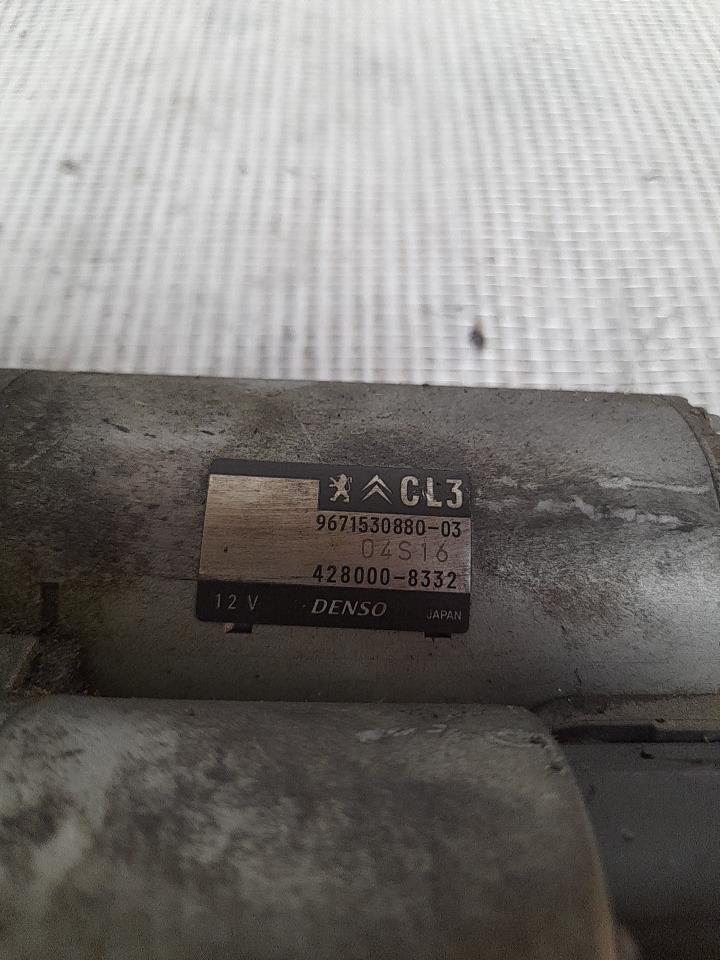 CL3
9671530880-03
04S16
428000-8332
12 V DENSO JAPAN